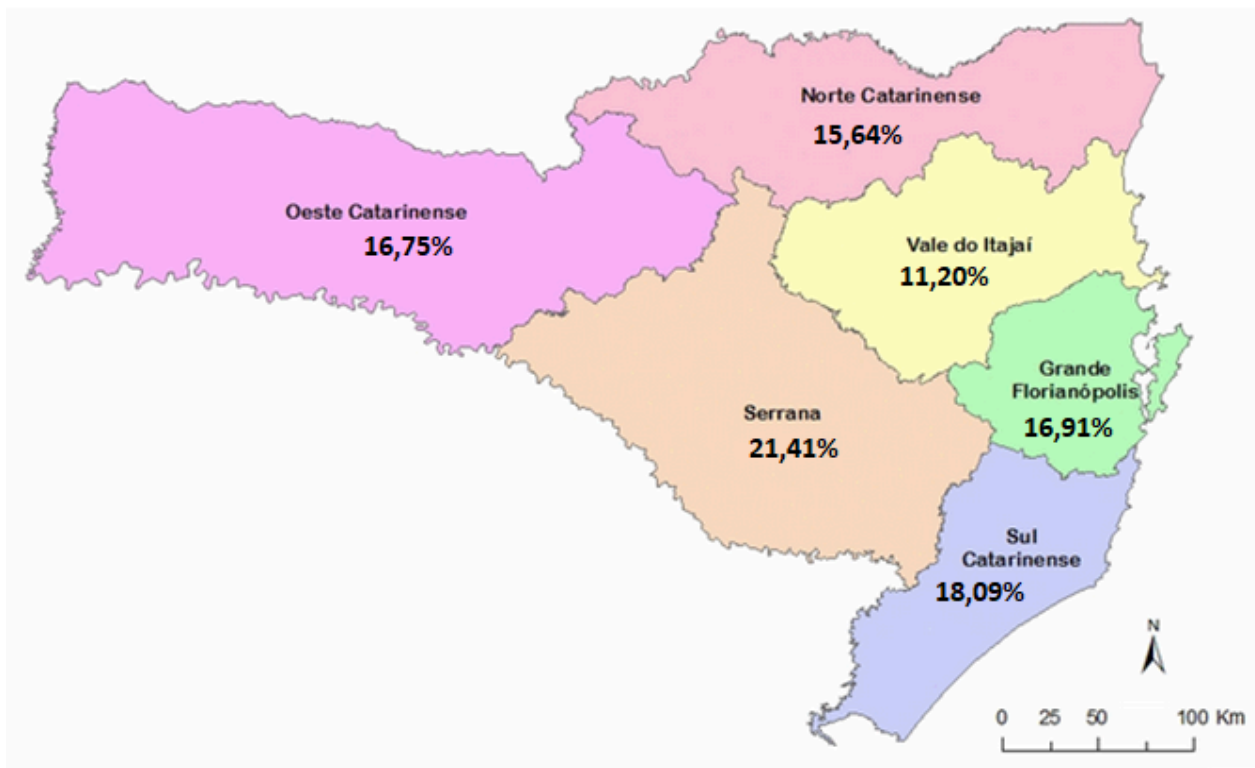 Norte Catarinense
15,64%
Oeste Catarinense
16,75%
Vale do Itajaí
11,20%
Grande
Florianópolis
16,91%
Serrana
21,41%
Sul
Catarinense
18,09%
N
0 25 50 100 Km